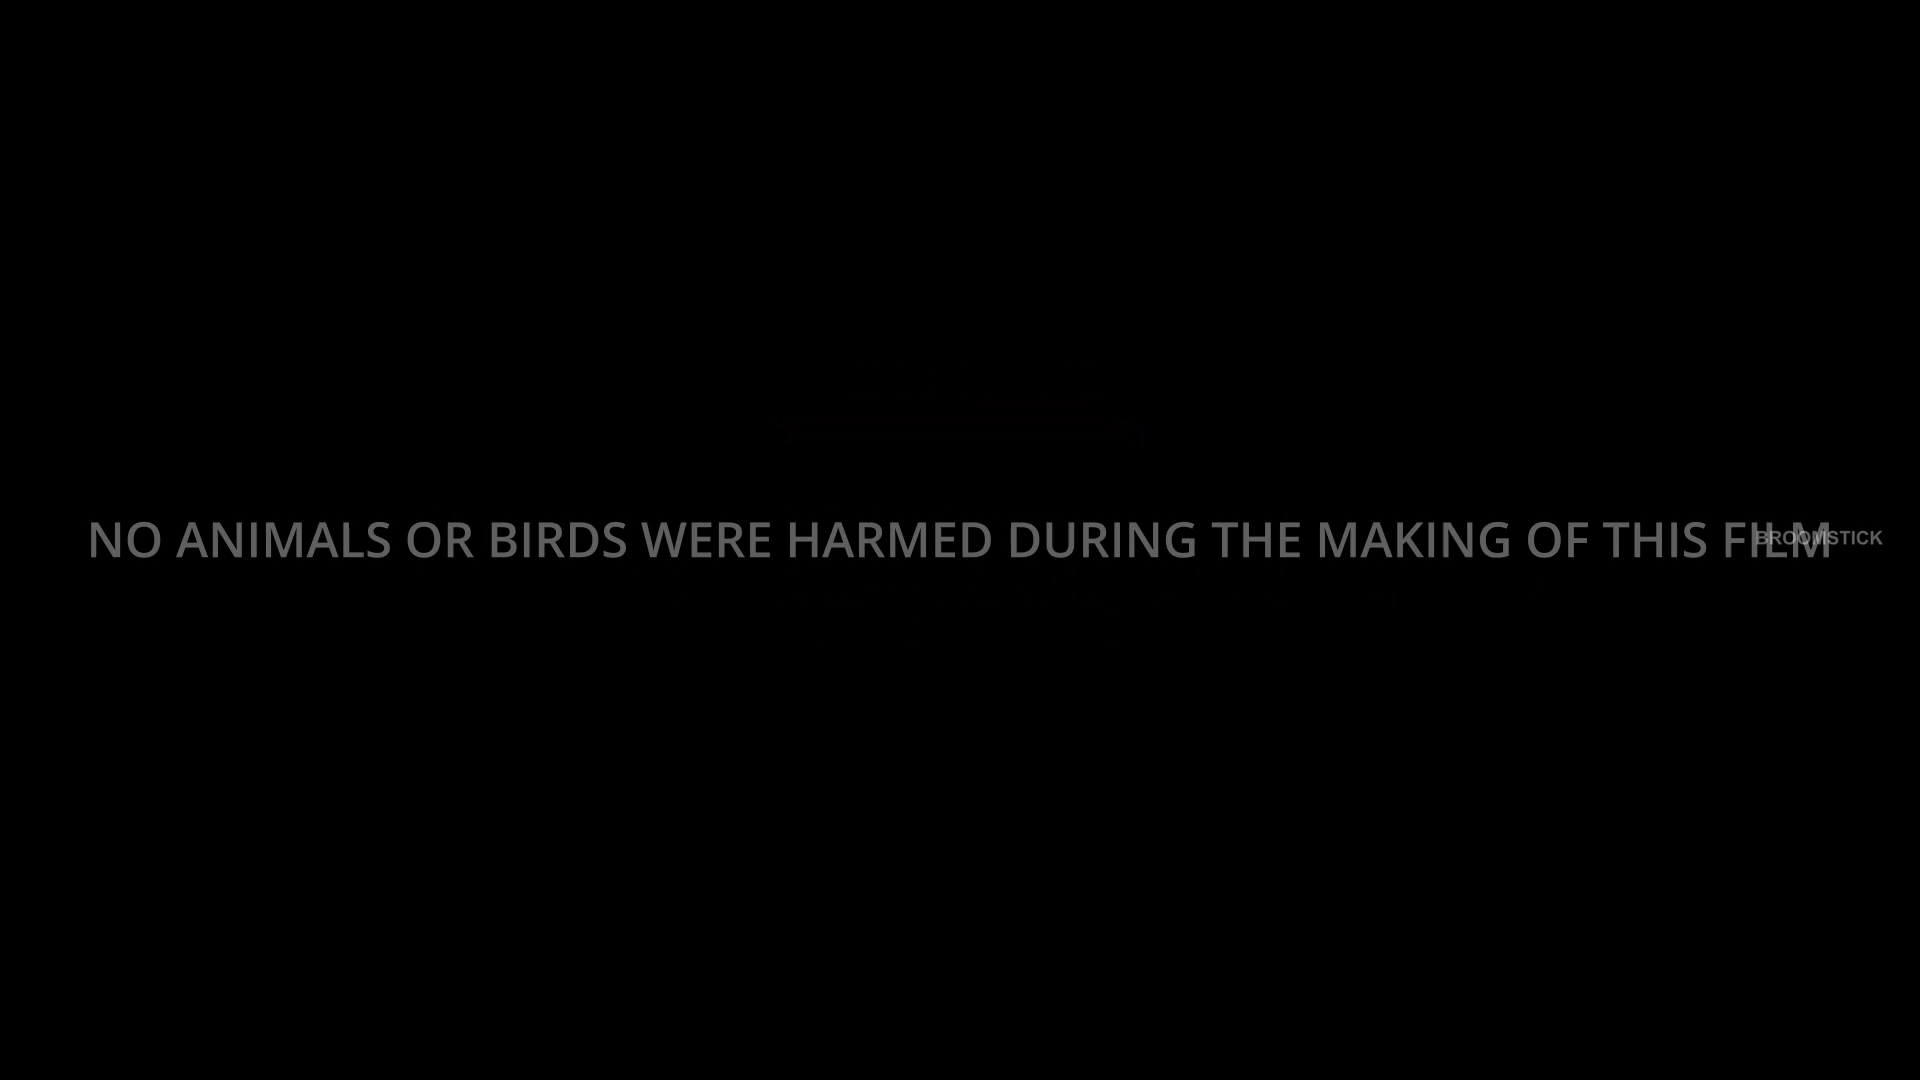 NO ANIMALS OR BIRDS WERE HARMED DURING THE MAKING OF THIS FILM
BROOMSTICK